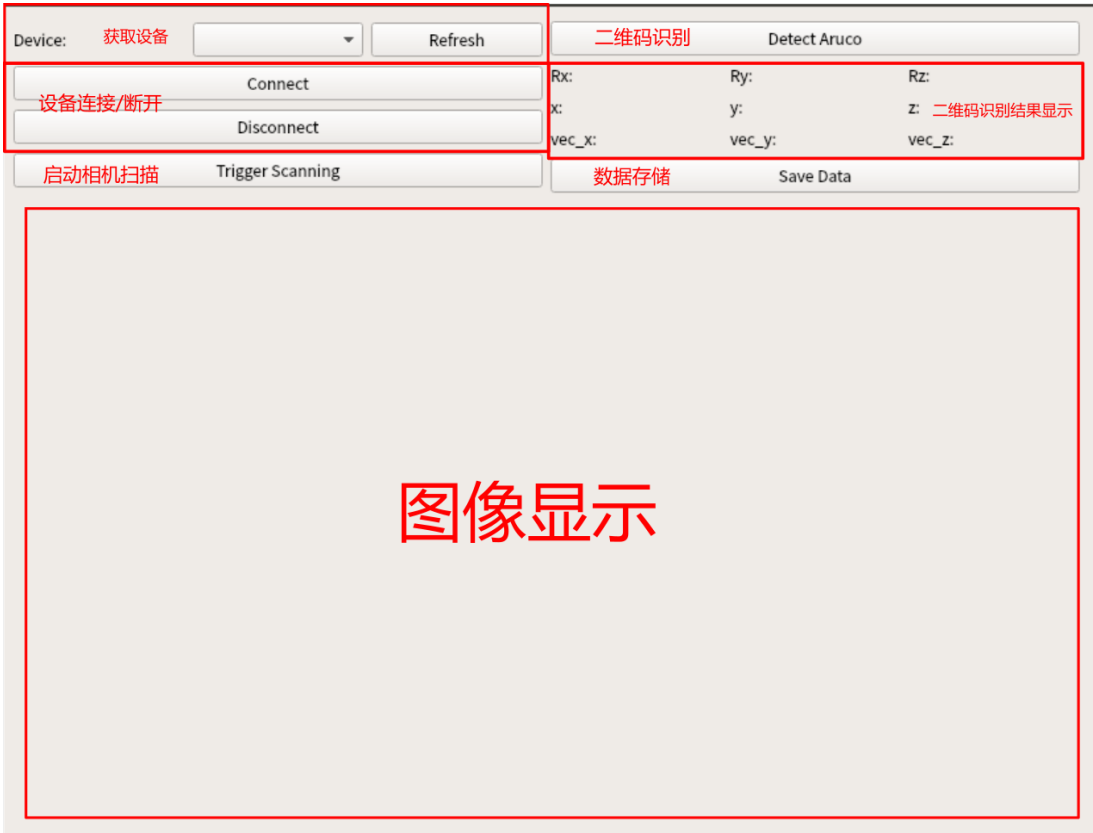 Device: 获取设备 Refresh
Connect
设备连接/断开
Disconnect
启动相机扫描 Trigger Scanning
二维码识别 Detect Aruco
Rx: Ry: Rz:
x: y: z: 二维码识别结果显示
vec_x: vec_y: vec_z:
数据存储 Save Data
图像显示